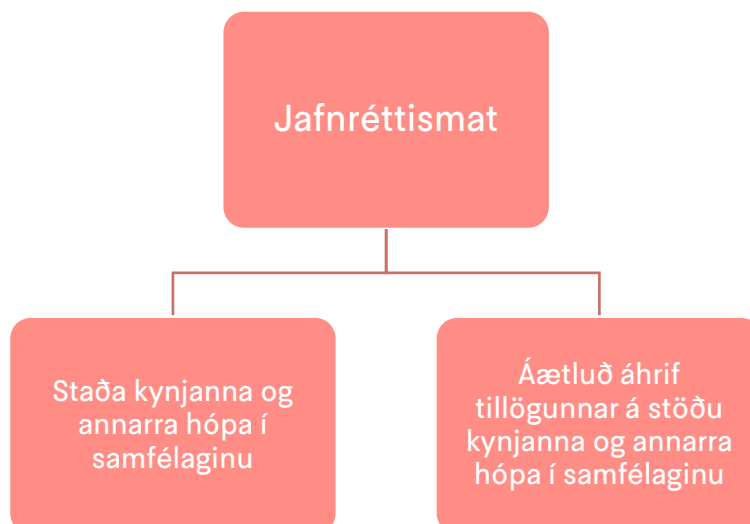 Jafnréttismat
Staða kynjanna og
annarra hópa í
samfélaginu
Áætluð áhrif
tillögunnar á stöðu
kynjanna og annarra
hópa í samfélaginu